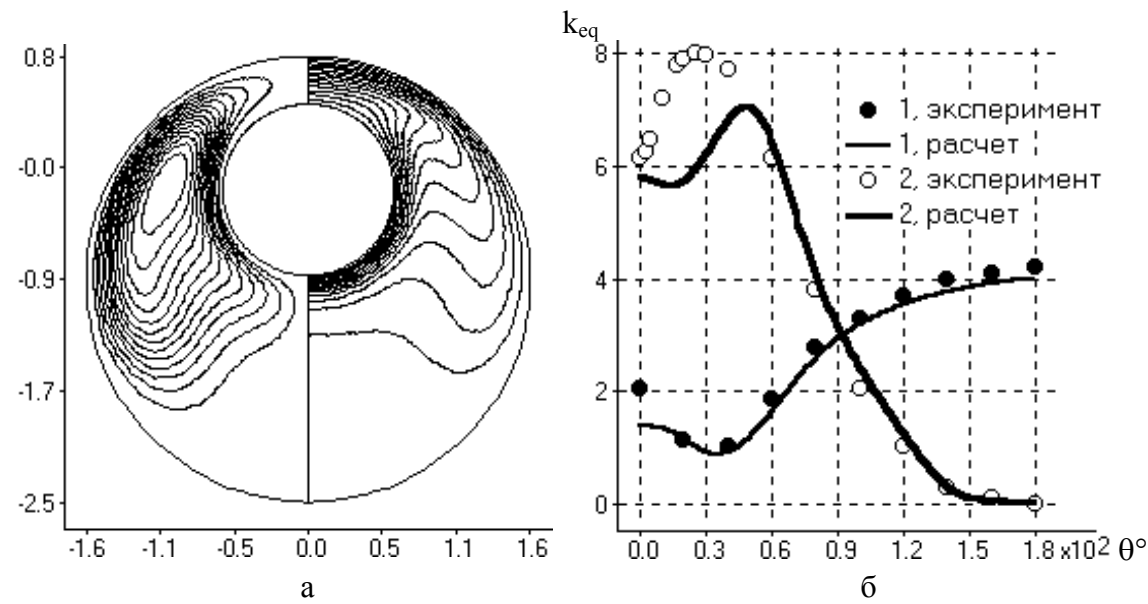 k_eq
0.8
-0.0
-0.9
-1.7
-2.5
-1.6 -1.1 -0.5 0.0 0.5 1.1 1.6
а
8
6
4
2
0
1, эксперимент
1, расчет
2, эксперимент
2, расчет
0.0 0.3 0.6 0.9 1.2 1.5 1.8 x10² θ°
б